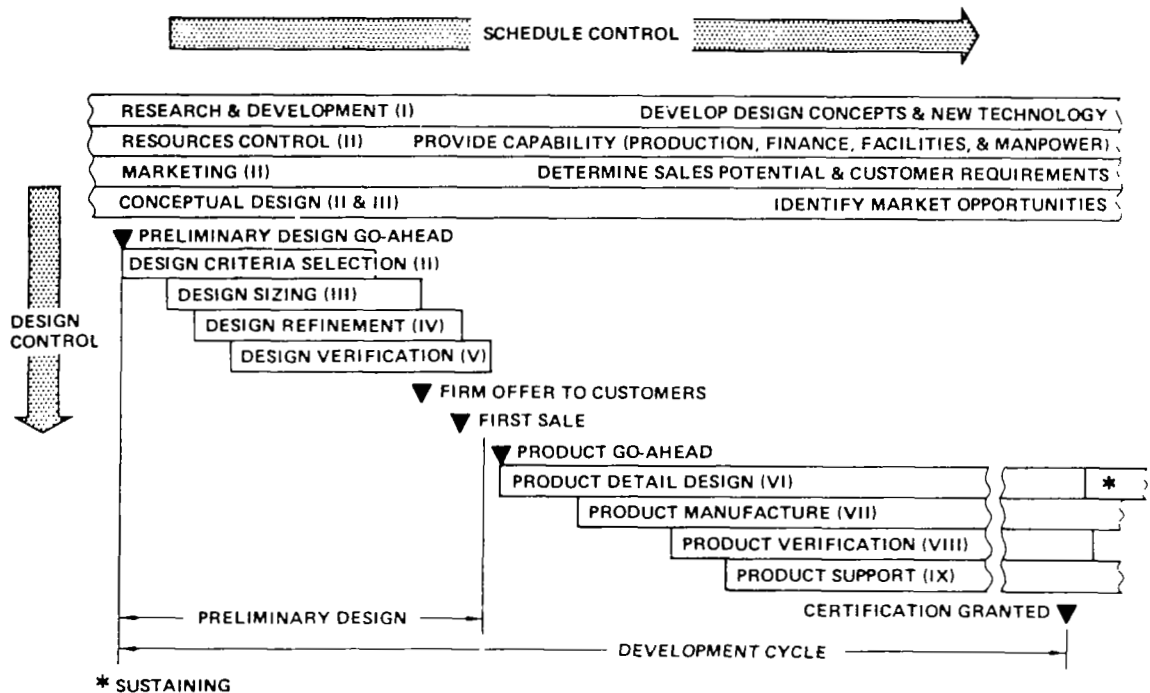 SCHEDULE CONTROL
RESEARCH & DEVELOPMENT (I) DEVELOP DESIGN CONCEPTS & NEW TECHNOLOGY
RESOURCES CONTROL (II) PROVIDE CAPABILITY (PRODUCTION, FINANCE, FACILITIES, & MANPOWER)
MARKETING (II) DETERMINE SALES POTENTIAL & CUSTOMER REQUIREMENTS
CONCEPTUAL DESIGN (II & III) IDENTIFY MARKET OPPORTUNITIES
PRELIMINARY DESIGN GO-AHEAD
DESIGN CRITERIA SELECTION (II)
DESIGN SIZING (III)
DESIGN
CONTROL
DESIGN REFINEMENT (IV)
DESIGN VERIFICATION (V)
FIRM OFFER TO CUSTOMERS
FIRST SALE
PRODUCT GO-AHEAD
PRODUCT DETAIL DESIGN (VI) *
PRODUCT MANUFACTURE (VII)
PRODUCT VERIFICATION (VIII)
PRODUCT SUPPORT (IX)
CERTIFICATION GRANTED
PRELIMINARY DESIGN
DEVELOPMENT CYCLE
* SUSTAINING